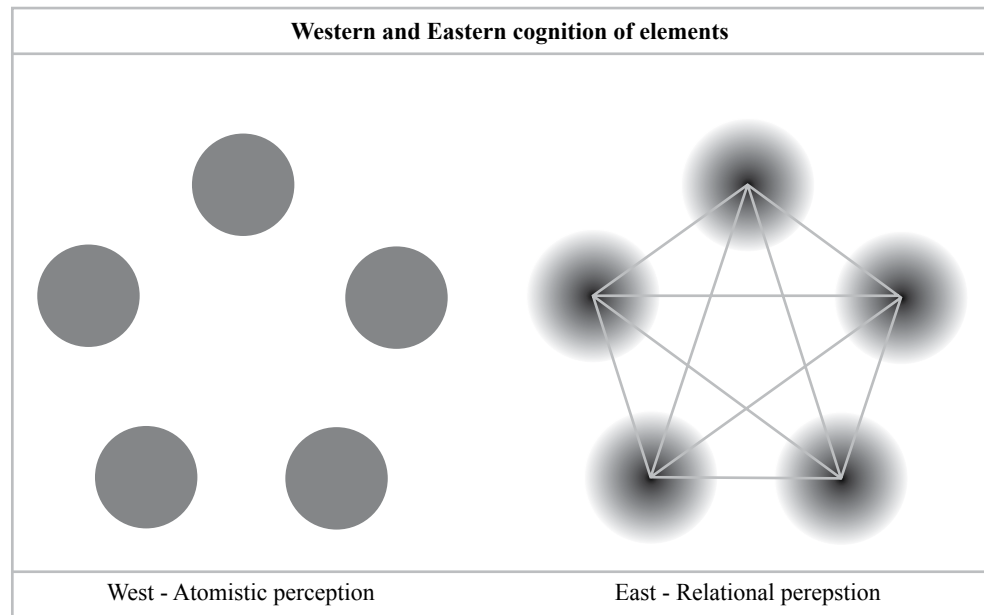 Western and Eastern cognition of elements
West - Atomistic perception
East - Relational perepstion